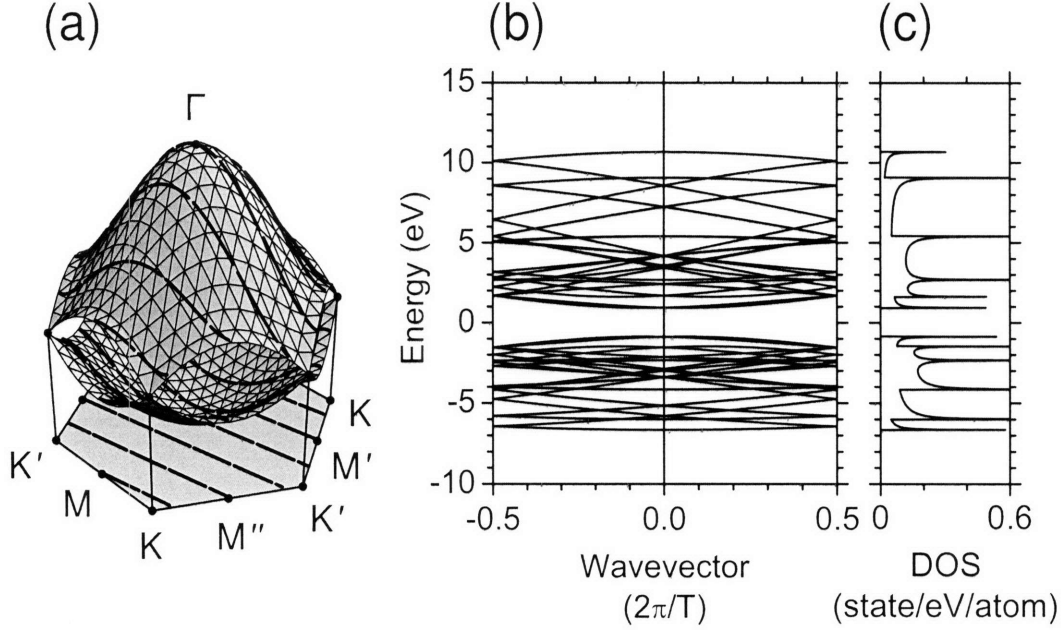 (a)
(b)
(c)
Γ
K
M′
K′
M″
K
M
K′
Energy (eV)
15
10
5
0
-5
-10
-0.5
0.0
0.5
Wavevector
(2π/T)
0
0.6
DOS
(state/eV/atom)